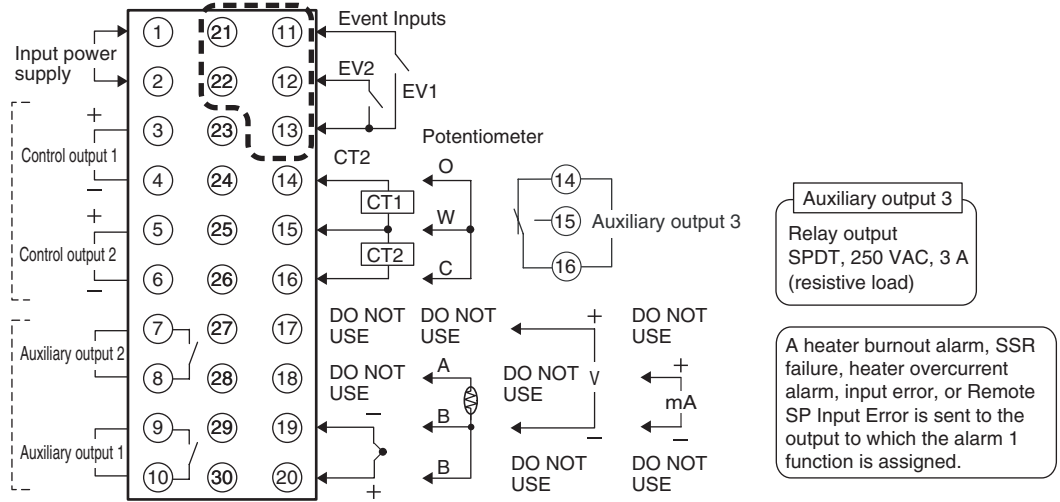 1 21 11 Event Inputs
Input power
supply
2 22 12 EV2
EV1
+
3 23 13
Potentiometer
Control output 1
CT2
O
4 24 14
–
CT1
14
+
5 25 15
W
15 Auxiliary output 3
Control output 2
CT2
6 26 16
–
C
16
7 27 17
DO NOT
USE
DO NOT
USE
+
DO NOT
USE
Auxiliary output 2
8 28 18
DO NOT
USE
A
DO NOT
USE
V
+
mA
–
9 29 19
–
B
–
Auxiliary output 1
10 30 20
+
B
DO NOT
USE
DO NOT
USE
Auxiliary output 3
Relay output
SPDT, 250 VAC, 3 A
(resistive load)
A heater burnout alarm, SSR
failure, heater overcurrent
alarm, input error, or Remote
SP Input Error is sent to the
output to which the alarm 1
function is assigned.